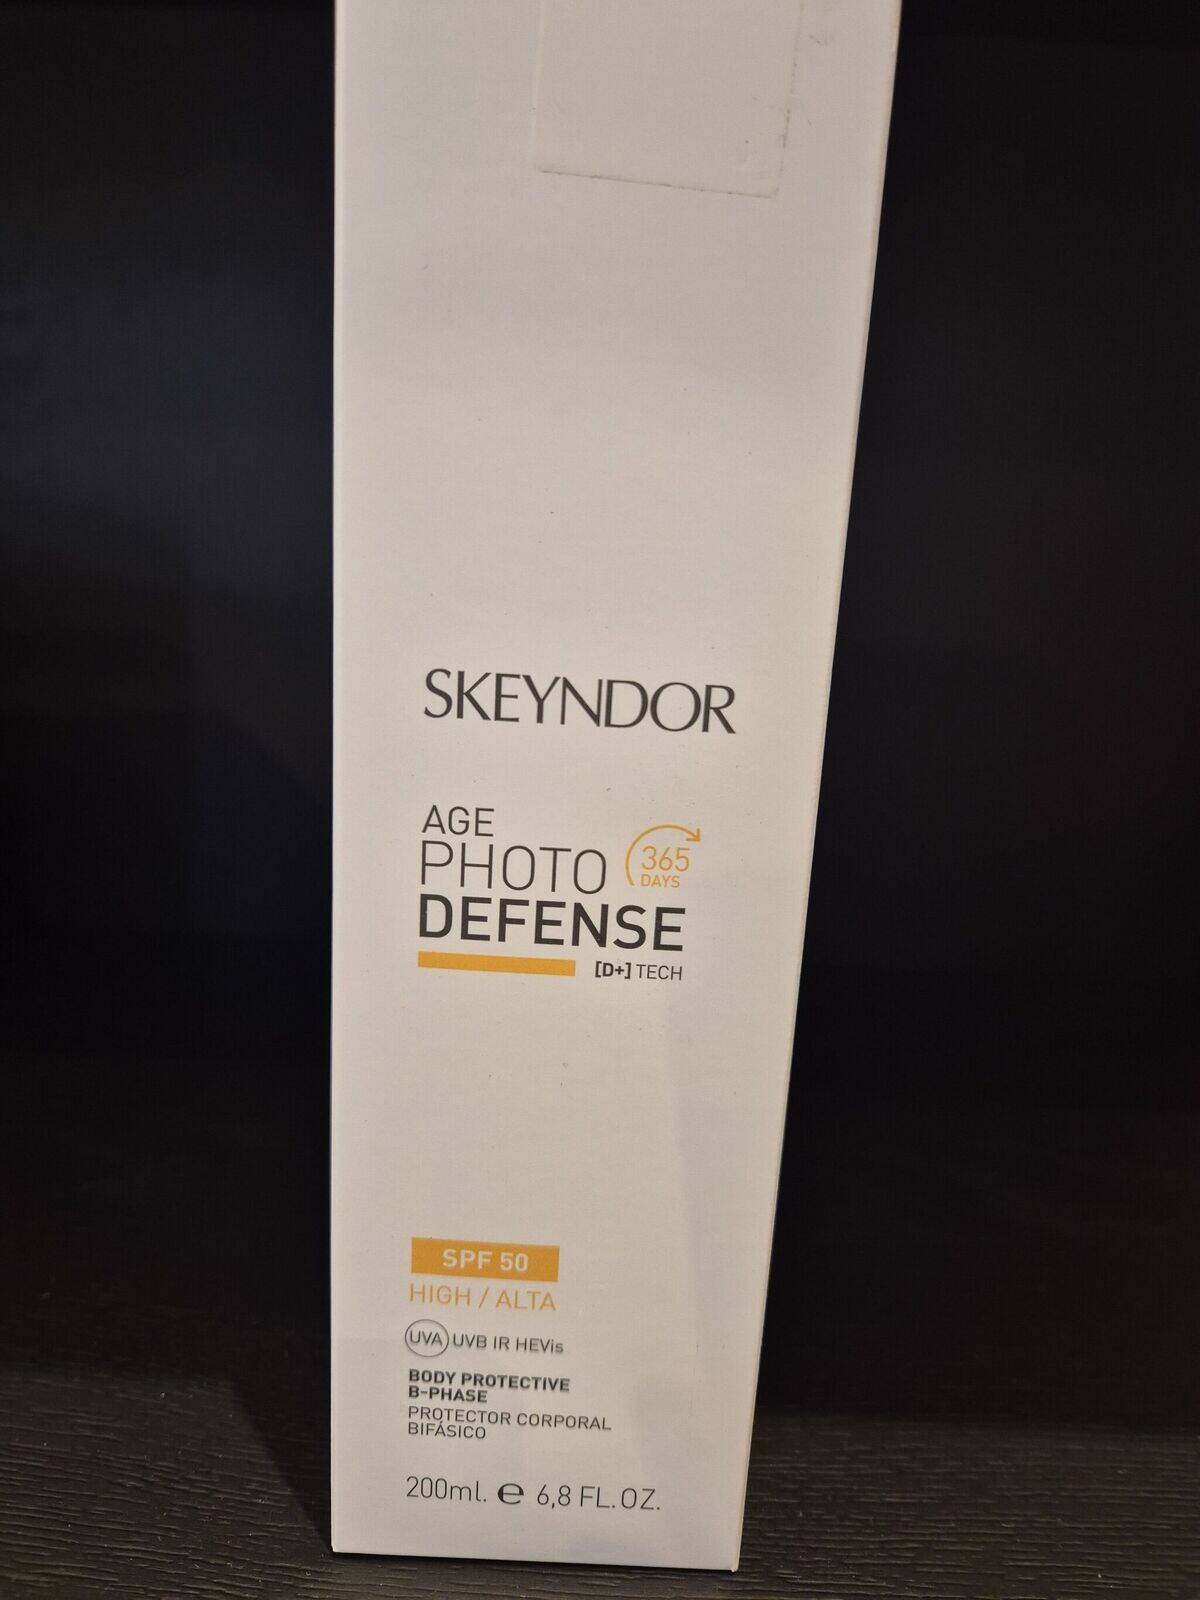 SKEYNDOR
AGE
PHOTO
DEFENSE
365
DAYS
[D+] TECH
SPF 50
HIGH / ALTA
UVA UVB IR HEVis
BODY PROTECTIVE
B-PHASE
PROTECTOR CORPORAL
BIFÁSICO
200ml. e 6,8 FL.OZ.